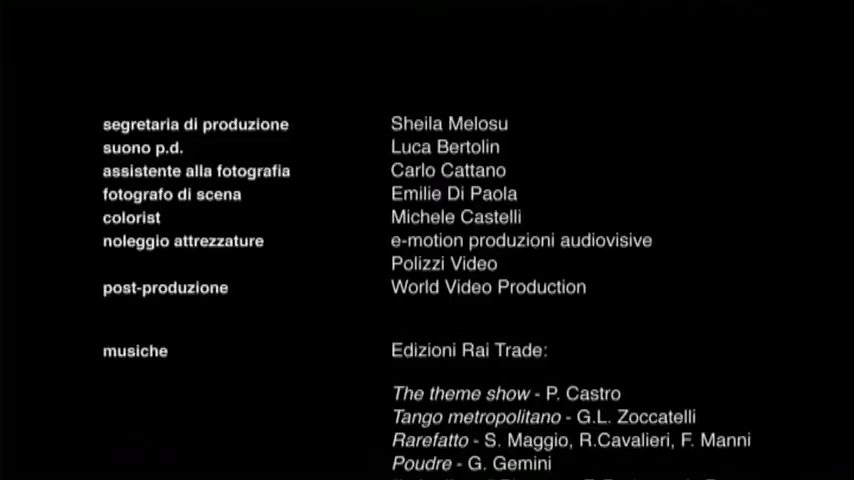 segretaria di produzione Sheila Melosu
suono p.d. Luca Bertolin
assistente alla fotografia Carlo Cattano
fotografo di scena Emilie Di Paola
colorist Michele Castelli
noleggio attrezzature e-motion produzioni audiovisive
Polizzi Video
post-produzione World Video Production
musiche Edizioni Rai Trade:
The theme show - P. Castro
Tango metropolitano - G.L. Zoccatelli
Rarefatto - S. Maggio, R.Cavalieri, F. Manni
Poudre - G. Gemini